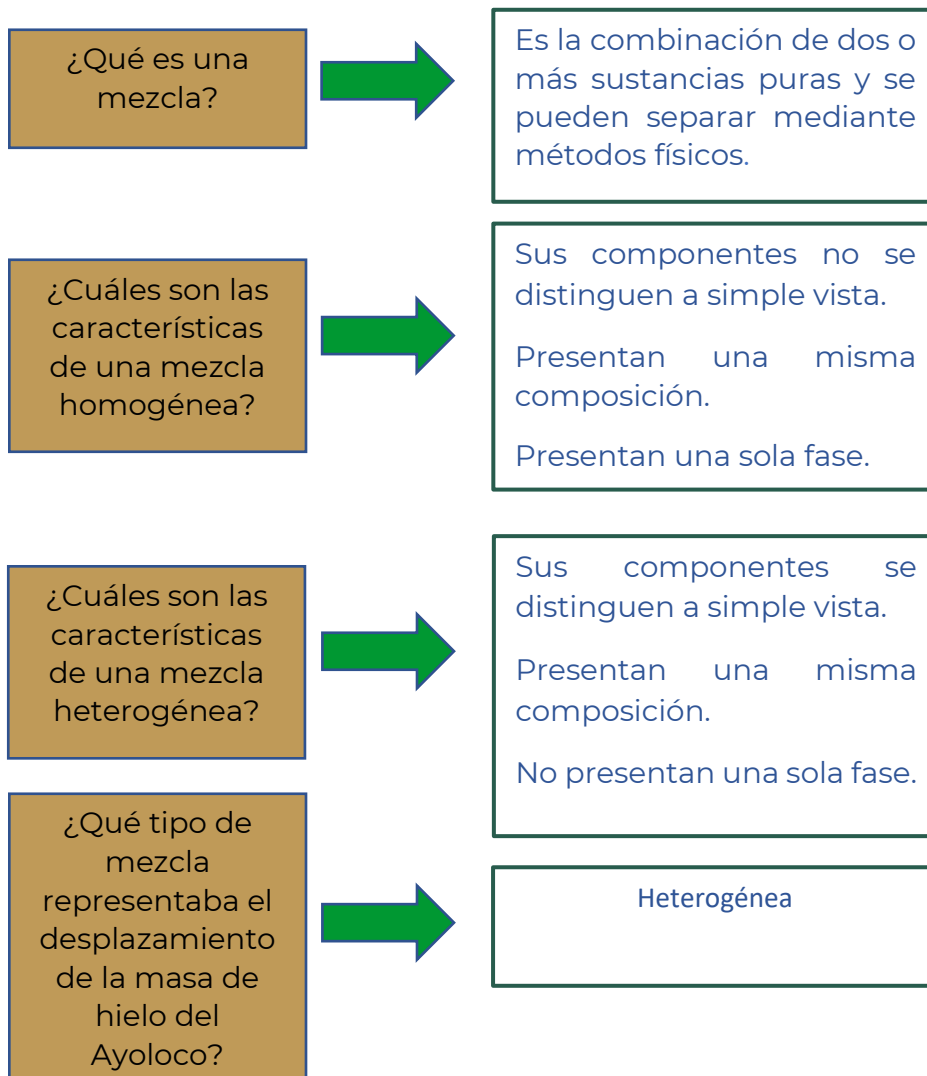 ¿Qué es una
mezcla?
Es la combinación de dos o
más sustancias puras y se
pueden separar mediante
métodos físicos.
¿Cuáles son las
características
de una mezcla
homogénea?
Sus componentes no se
distinguen a simple vista.
Presentan una misma
composición.
Presentan una sola fase.
¿Cuáles son las
características
de una mezcla
heterogénea?
Sus componentes se
distinguen a simple vista.
Presentan una misma
composición.
No presentan una sola fase.
¿Qué tipo de
mezcla
representaba el
desplazamiento
de la masa de
hielo del
Ayoloco?
Heterogénea